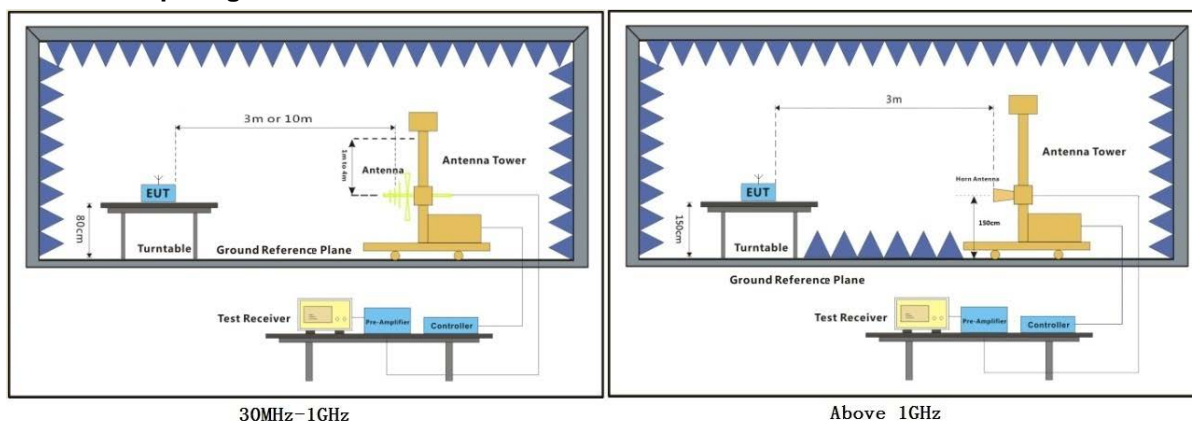 3m or 10m
1m to 4m
Antenna
Antenna Tower
EUT
80cm
Turntable
Ground Reference Plane
Test Receiver
Pre-Amplifier
Controller
30MHz-1GHz
3m
Antenna Tower
Horn Antenna
EUT
150cm
150cm
Turntable
Ground Reference Plane
Test Receiver
Pre-Amplifier
Controller
Above 1GHz